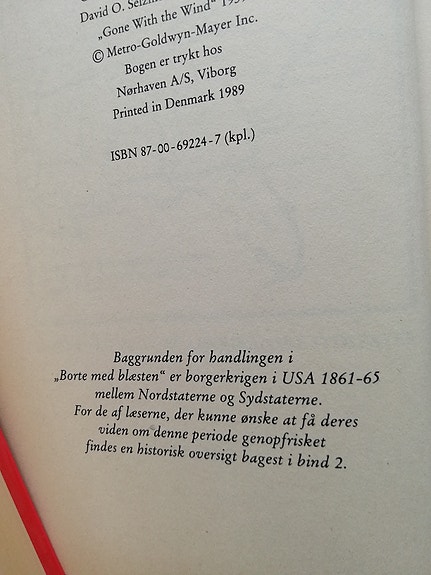 David O. Selz
„Gone With the Wind“ 193
© Metro-Goldwyn-Mayer Inc.
Bogen er trykt hos
Nørhaven A/S, Viborg
Printed in Denmark 1989
ISBN 87-00-69224-7 (kpl.)
Baggrunden for handlingen i
„Borte med blæsten“ er borgerkrigen i USA 1861-65
mellem Nordstaterne og Sydstaterne.
For de af læserne, der kunne ønske at få deres
viden om denne periode genopfrisket
findes en historisk oversigt bagest i bind 2.